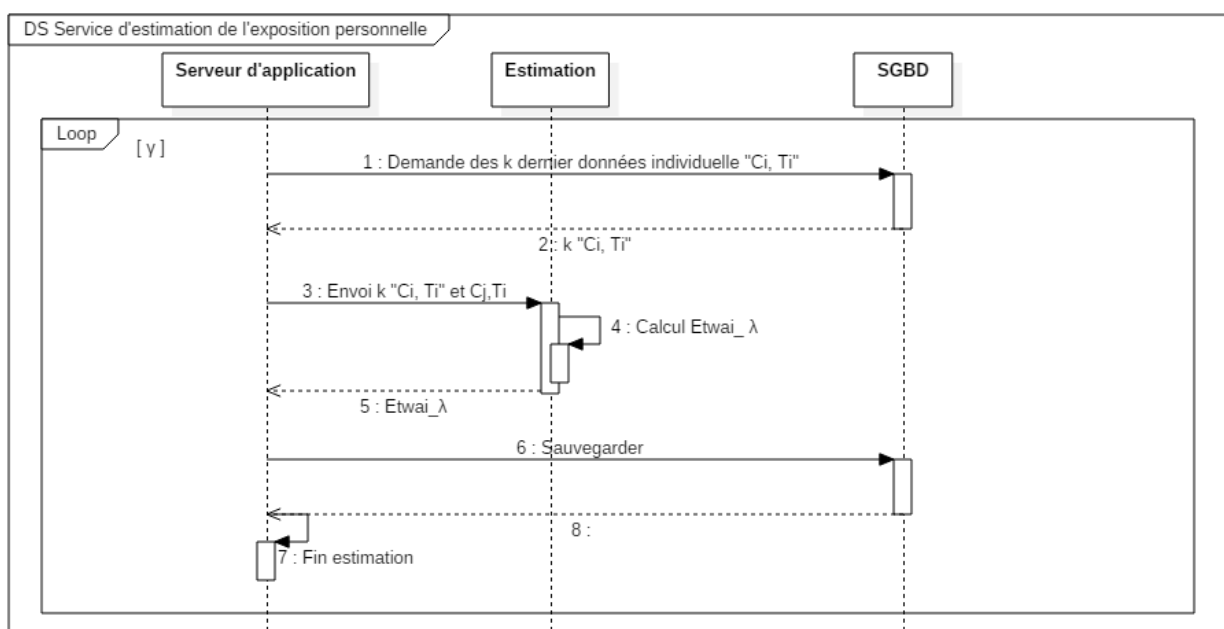 DS Service d'estimation de l'exposition personnelle
Serveur d'application
Estimation
SGBD
Loop
[ γ ]
1 : Demande des k dernier données individuelle "Ci, Ti"
2 : k "Ci, Ti"
3 : Envoi k "Ci, Ti" et Cj,Ti
4 : Calcul Etwai_ λ
5 : Etwai_λ
6 : Sauvegarder
8 :
7 : Fin estimation